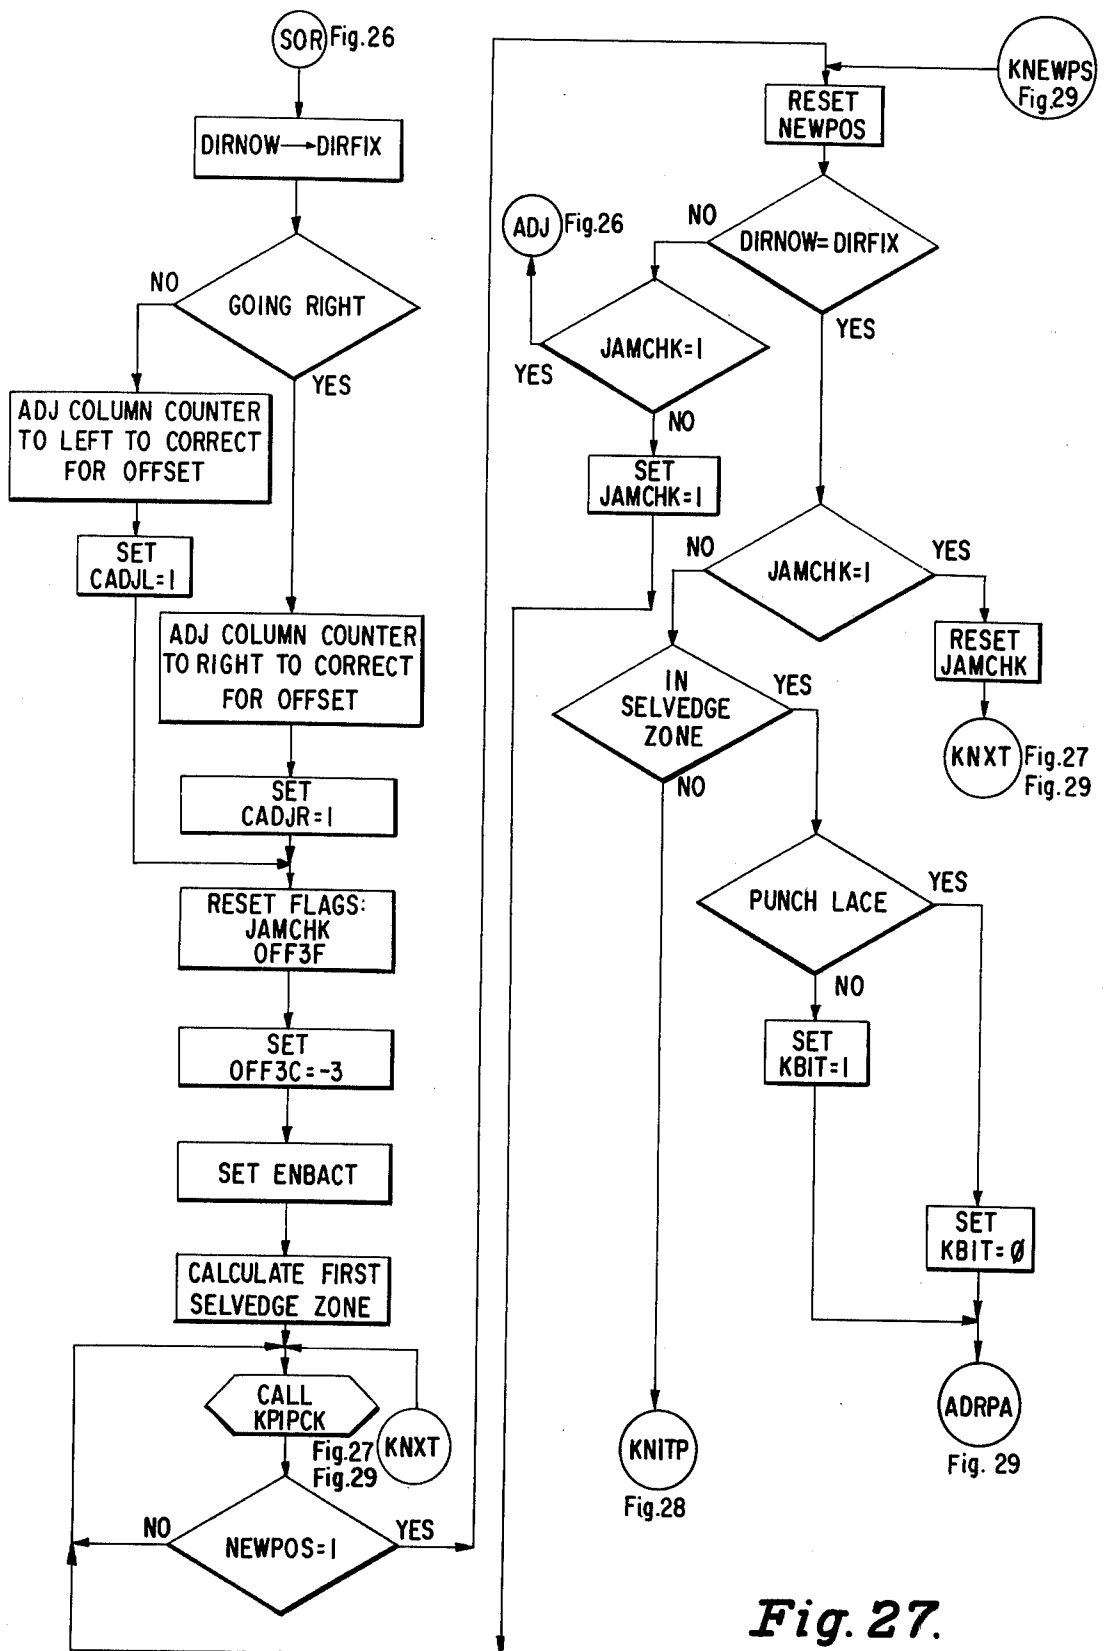 SOR Fig.26
DIRNOW→DIRFIX
GOING RIGHT
NO
YES
ADJ COLUMN COUNTER
TO LEFT TO CORRECT
FOR OFFSET
SET
CADJL=1
ADJ COLUMN COUNTER
TO RIGHT TO CORRECT
FOR OFFSET
SET
CADJR=1
RESET FLAGS:
JAMCHK
OFF3F
SET
OFF3C=-3
SET ENBACT
CALCULATE FIRST
SELVEDGE ZONE
CALL
KPIPCK
KNXT
Fig.27
Fig.29
NEWPOS=1
NO
YES
KNEWPS
Fig.29
RESET
NEWPOS
DIRNOW=DIRFIX
NO
YES
ADJ Fig.26
JAMCHK=1
YES
NO
SET
JAMCHK=1
JAMCHK=1
NO
YES
RESET
JAMCHK
KNXT Fig.27
Fig.29
IN
SELVEDGE
ZONE
YES
NO
PUNCH LACE
YES
NO
SET
KBIT=1
SET
KBIT=Ø
ADRPA
Fig. 29
KNITP
Fig.28
Fig. 27.